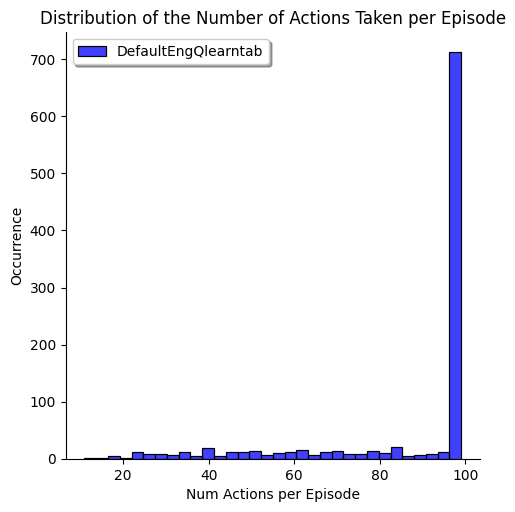 Distribution of the Number of Actions Taken per Episode
DefaultEngQlearntab
Occurrence
700
600
500
400
300
200
100
0
20 40 60 80 100
Num Actions per Episode